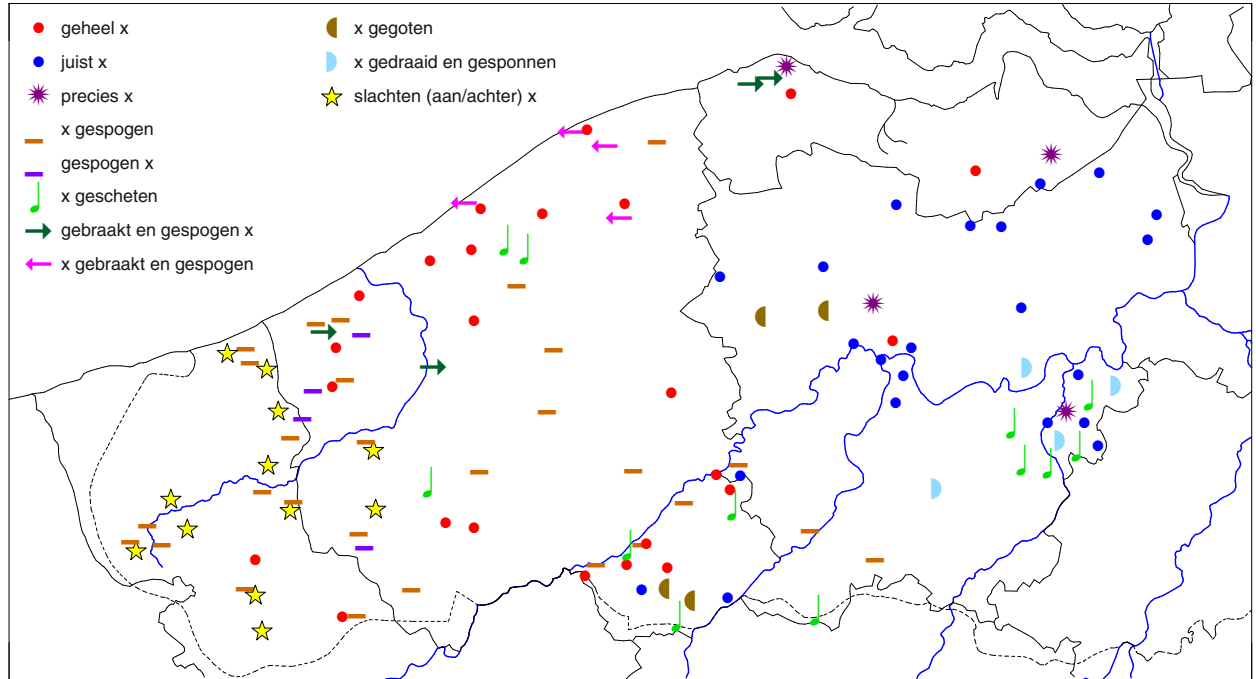 geheel x
juist x
precies x
x gespogen
gespogen x
x gescheten
gebraakt en gespogen x
x gebraakt en gespogen
x gegoten
x gedraaid en gesponnen
slachten (aan/achter) x